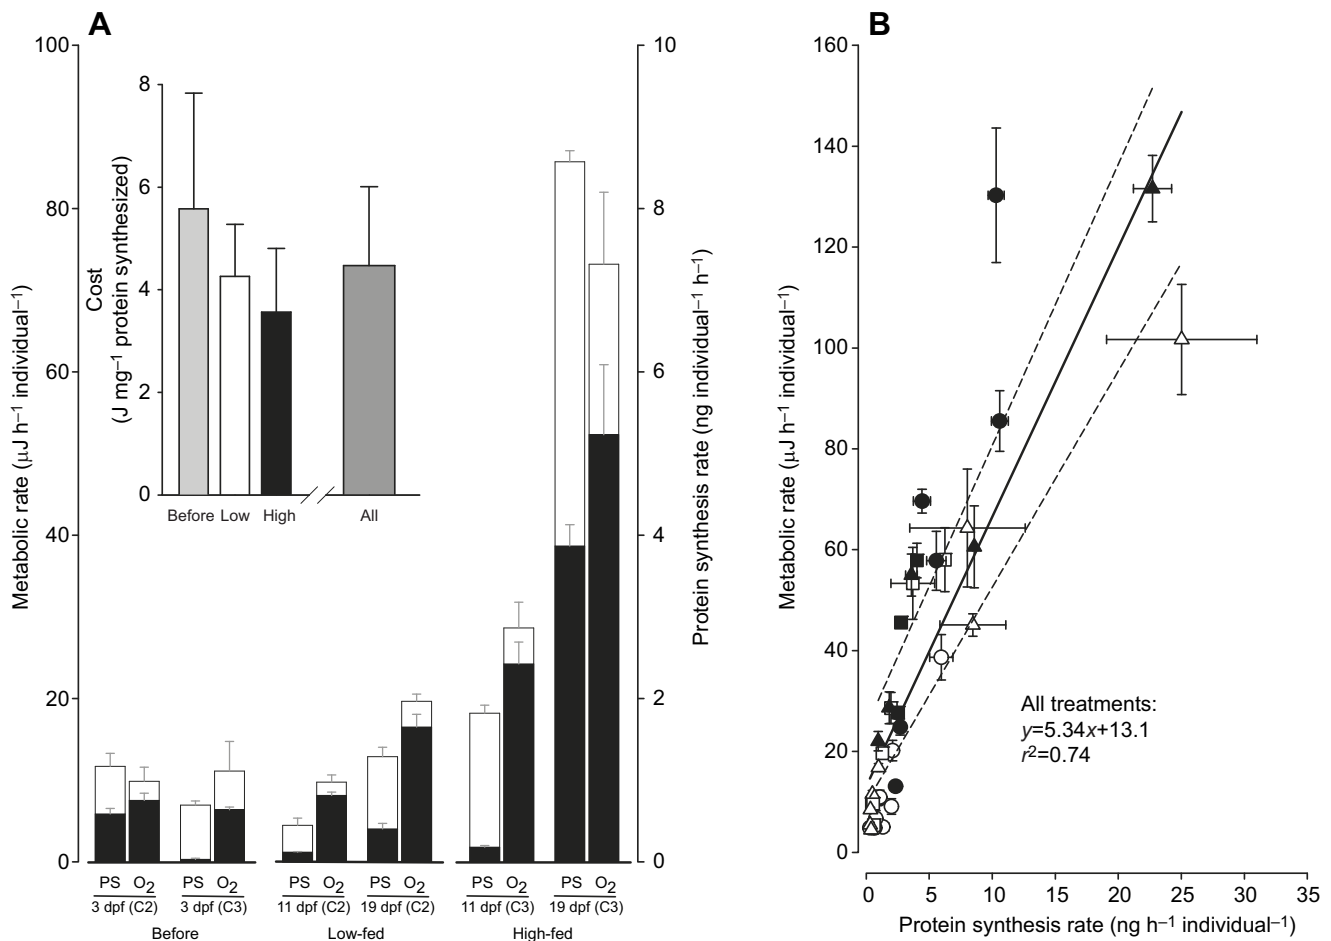 A
100
80
60
40
20
0
Metabolic rate (μJ h–1 individual–1)
8
6
4
2
0
Cost
(J mg–1 protein synthesized)
Before Low High All
10
8
6
4
2
0
Protein synthesis rate (ng individual–1 h–1)
PS O2 PS O2 PS O2 PS O2 PS O2 PS O2
3 dpf (C2) 3 dpf (C3) 11 dpf (C2) 19 dpf (C2) 11 dpf (C3) 19 dpf (C3)
Before Low-fed High-fed
B
160
140
120
100
80
60
40
20
0
Metabolic rate (μJ h–1 individual–1)
All treatments:
y=5.34x+13.1
r2=0.74
0 5 10 15 20 25 30 35
Protein synthesis rate (ng h–1 individual–1)